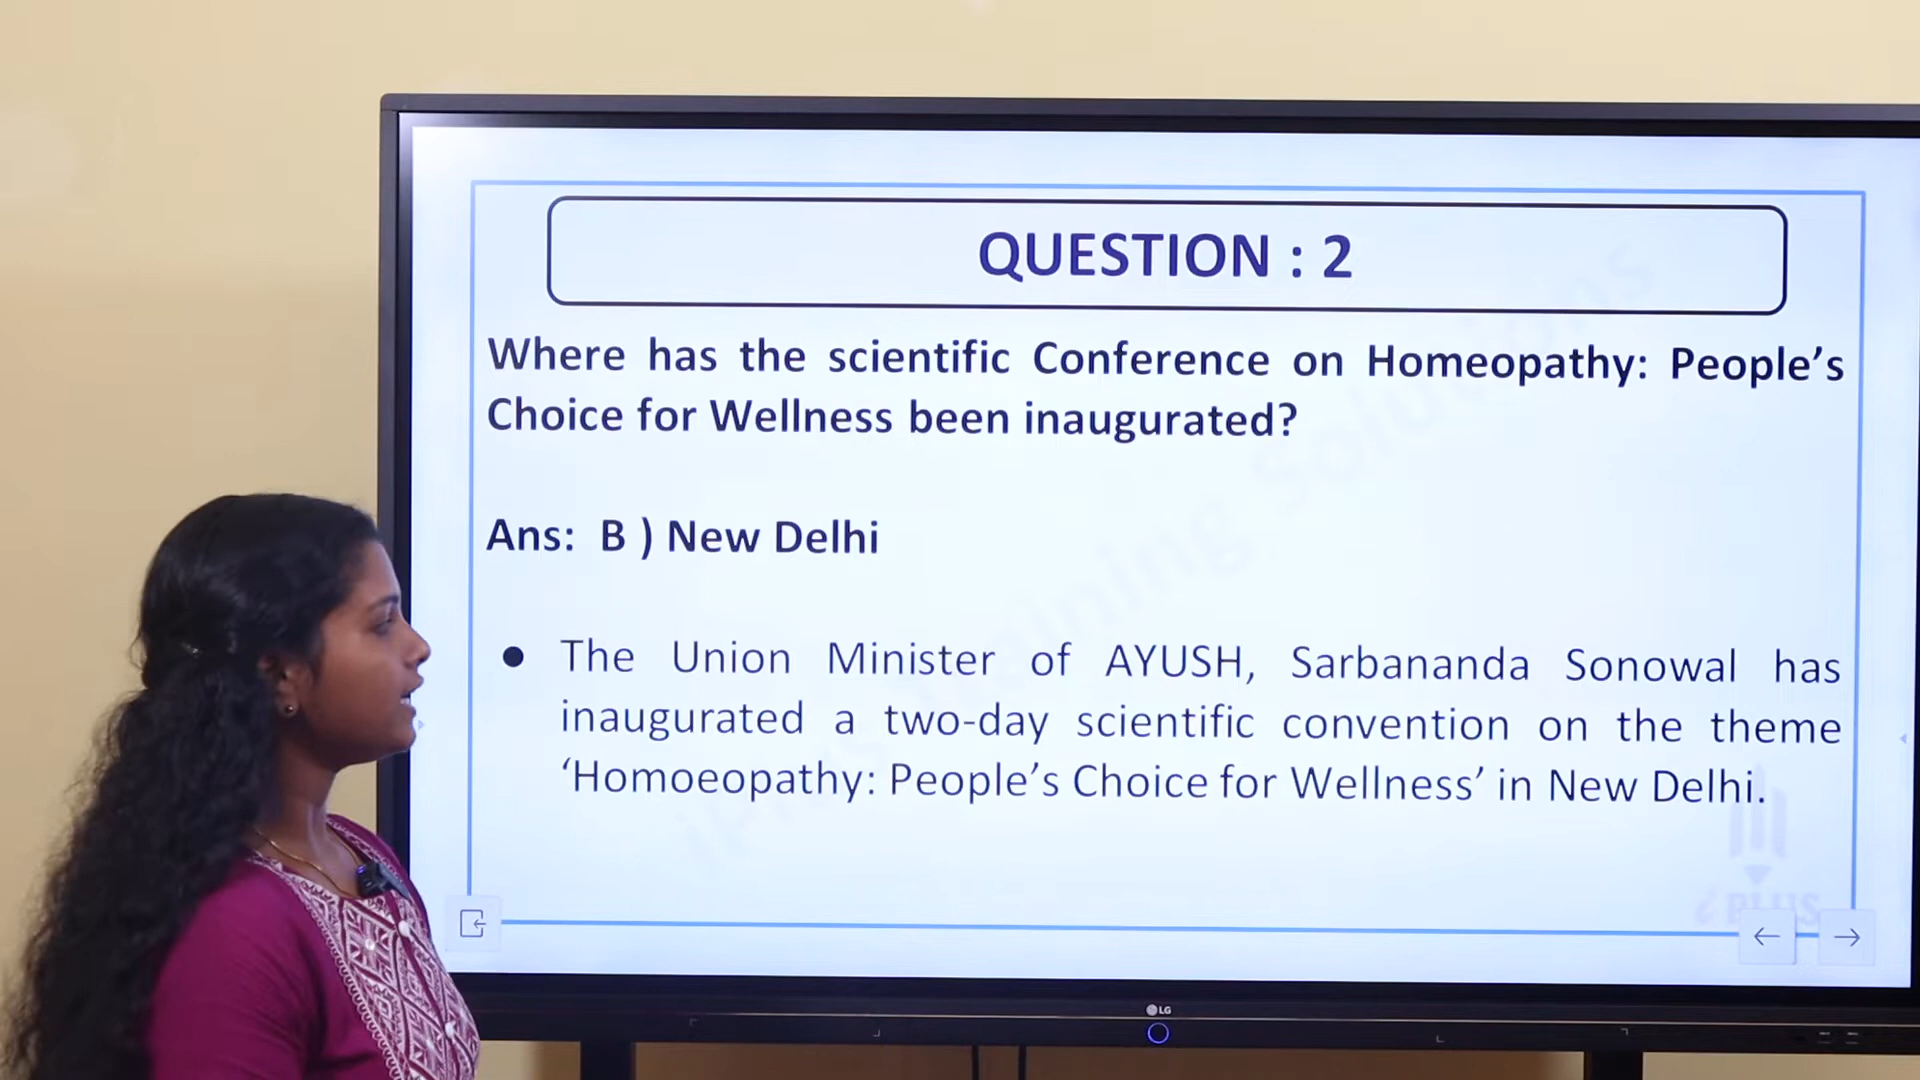 QUESTION : 2
Where has the scientific Conference on Homeopathy: People’s
Choice for Wellness been inaugurated?
Ans: B ) New Delhi
● The Union Minister of AYUSH, Sarbananda Sonowal has
inaugurated a two-day scientific convention on the theme
‘Homoeopathy: People’s Choice for Wellness’ in New Delhi.
i PLUS
LG